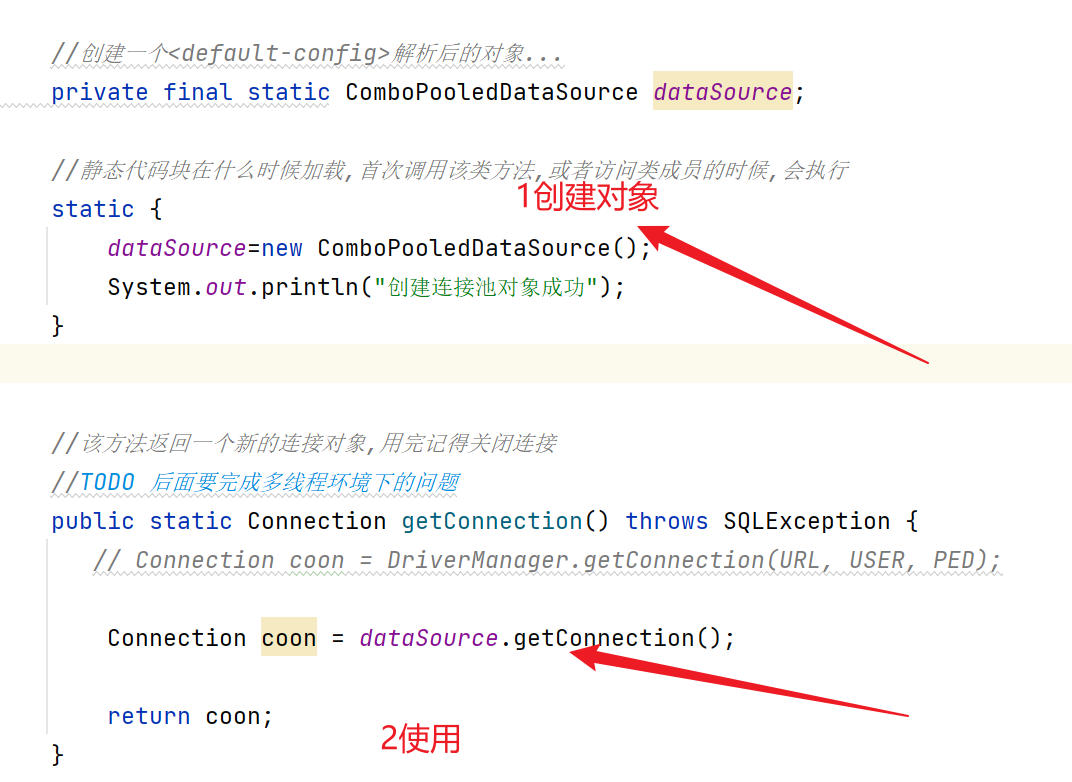 //创建一个<default-config>解析后的对象...
private final static ComboPooledDataSource dataSource;
//静态代码块在什么时候加载,首次调用该类方法,或者访问类成员的时候,会执行
1创建对象
static {
dataSource=new ComboPooledDataSource();
System.out.println("创建连接池对象成功");
}
//该方法返回一个新的连接对象,用完记得关闭连接
//TODO 后面要完成多线程环境下的问题
public static Connection getConnection() throws SQLException {
// Connection coon = DriverManager.getConnection(URL, USER, PED);
Connection coon = dataSource.getConnection();
return coon;
2使用
}